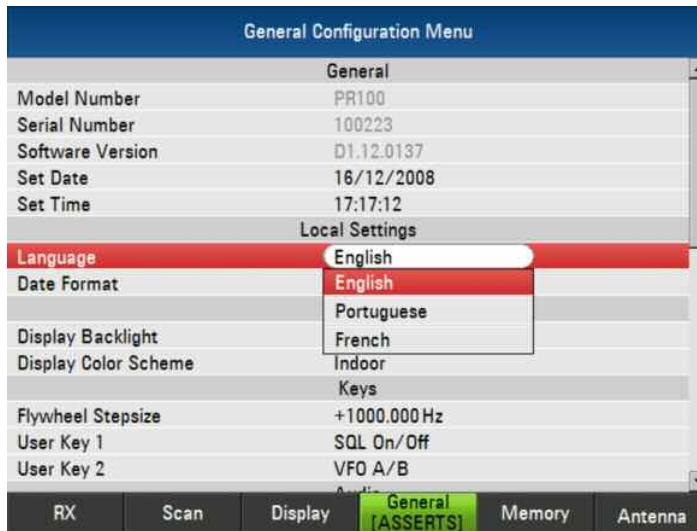 General Configuration Menu
General
Model Number PR100
Serial Number 100223
Software Version D1.12.0137
Set Date 16/12/2008
Set Time 17:17:12
Local Settings
Language English
Date Format English
Portuguese
Display Backlight French
Display Color Scheme Indoor
Keys
Flywheel Stepsize +1000.000 Hz
User Key 1 SQL On/Off
User Key 2 VFO A/B
RX Scan Display General [ASSERTS] Memory Antenna